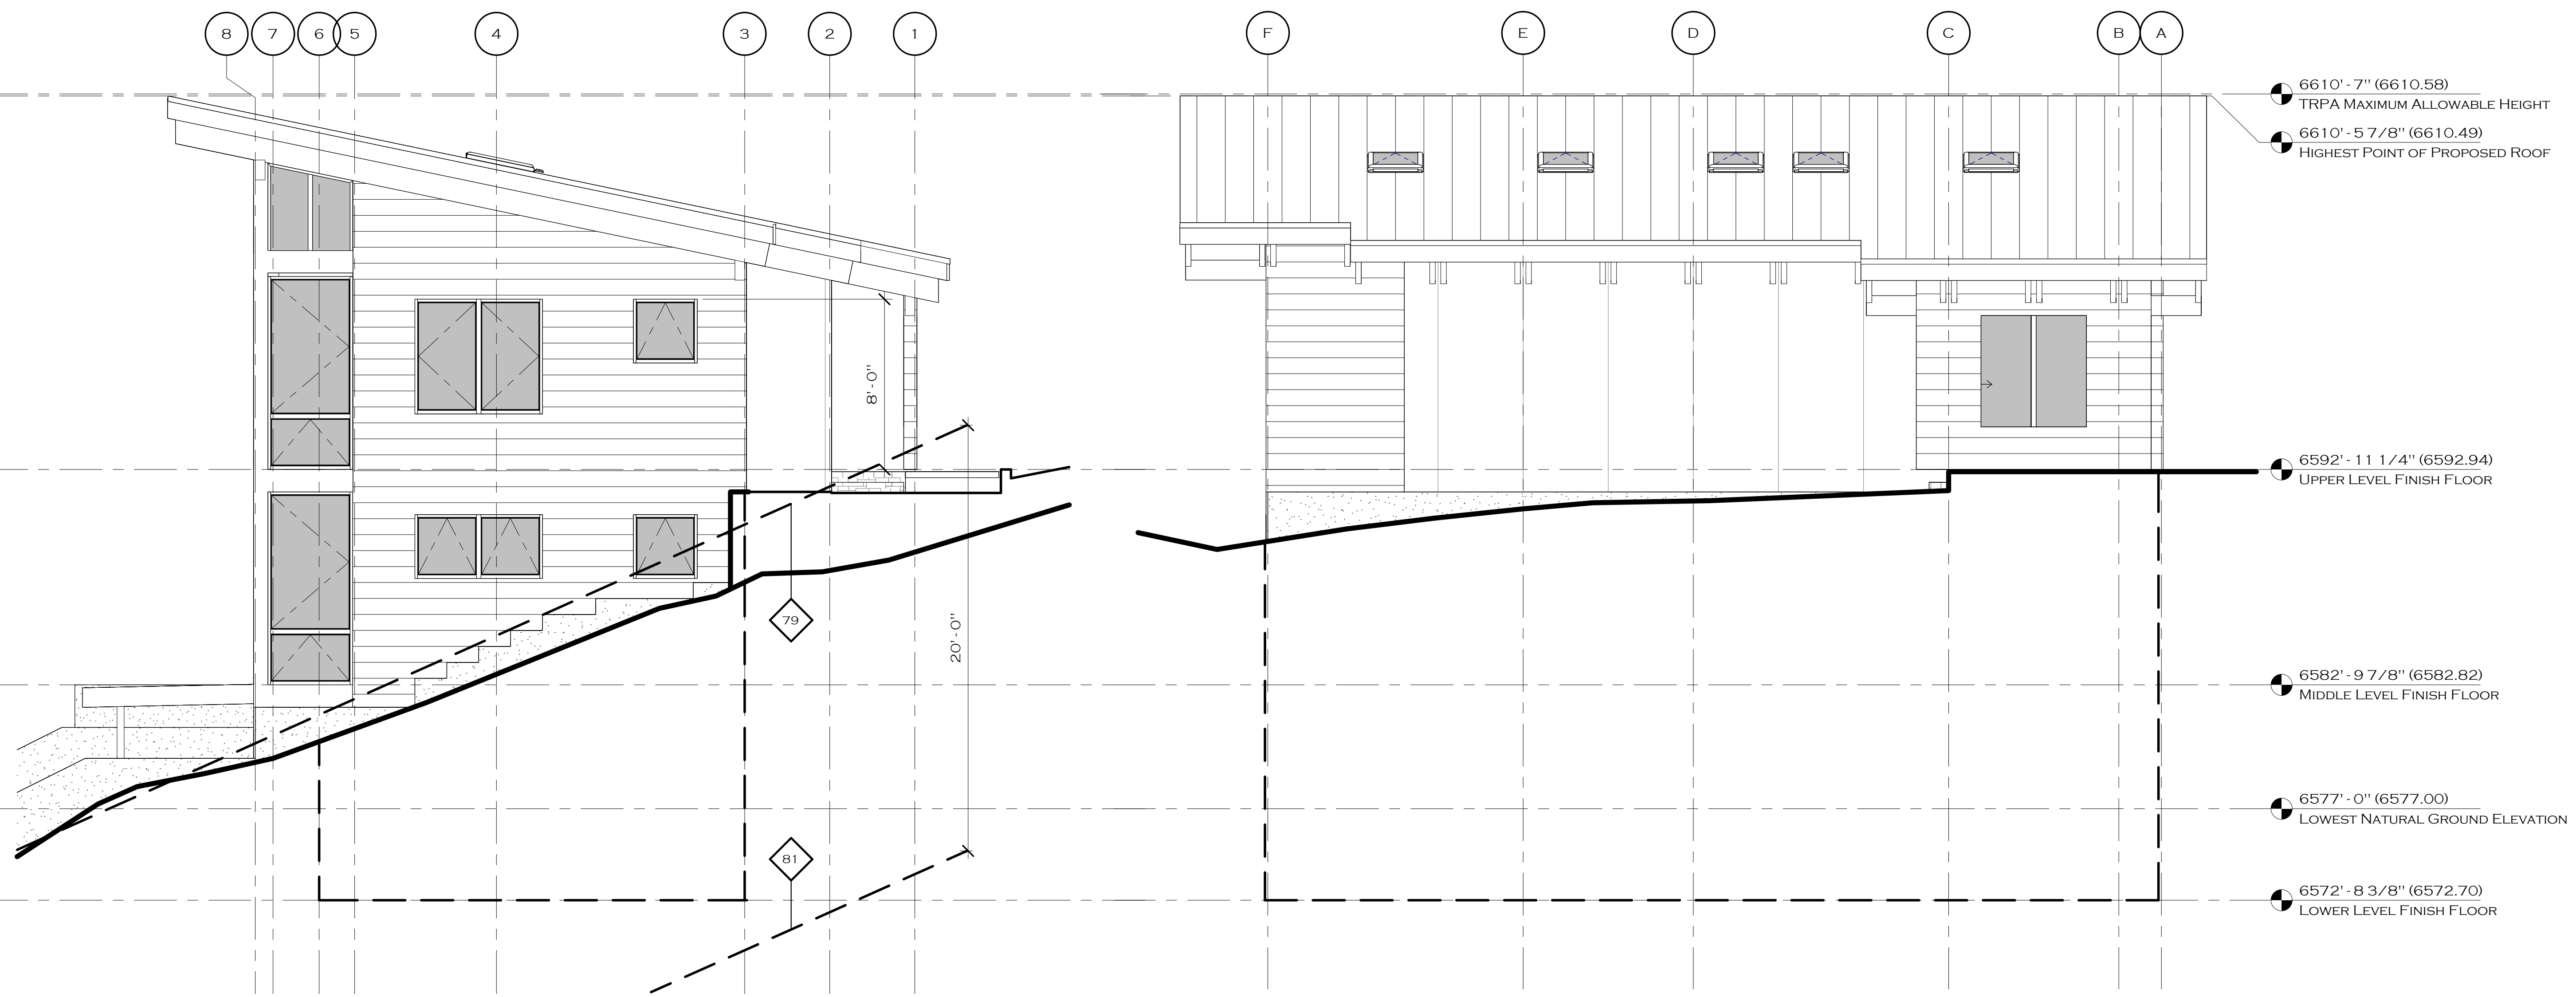 8 7 6 5 4 3 2 1 F E D C B A
6610' - 7" (6610.58)
TRPA MAXIMUM ALLOWABLE HEIGHT
6610' - 5 7/8" (6610.49)
HIGHEST POINT OF PROPOSED ROOF
8' - 0"
6592' - 11 1/4" (6592.94)
UPPER LEVEL FINISH FLOOR
79
20' - 0"
6582' - 9 7/8" (6582.82)
MIDDLE LEVEL FINISH FLOOR
6577' - 0" (6577.00)
LOWEST NATURAL GROUND ELEVATION
81
6572' - 8 3/8" (6572.70)
LOWER LEVEL FINISH FLOOR